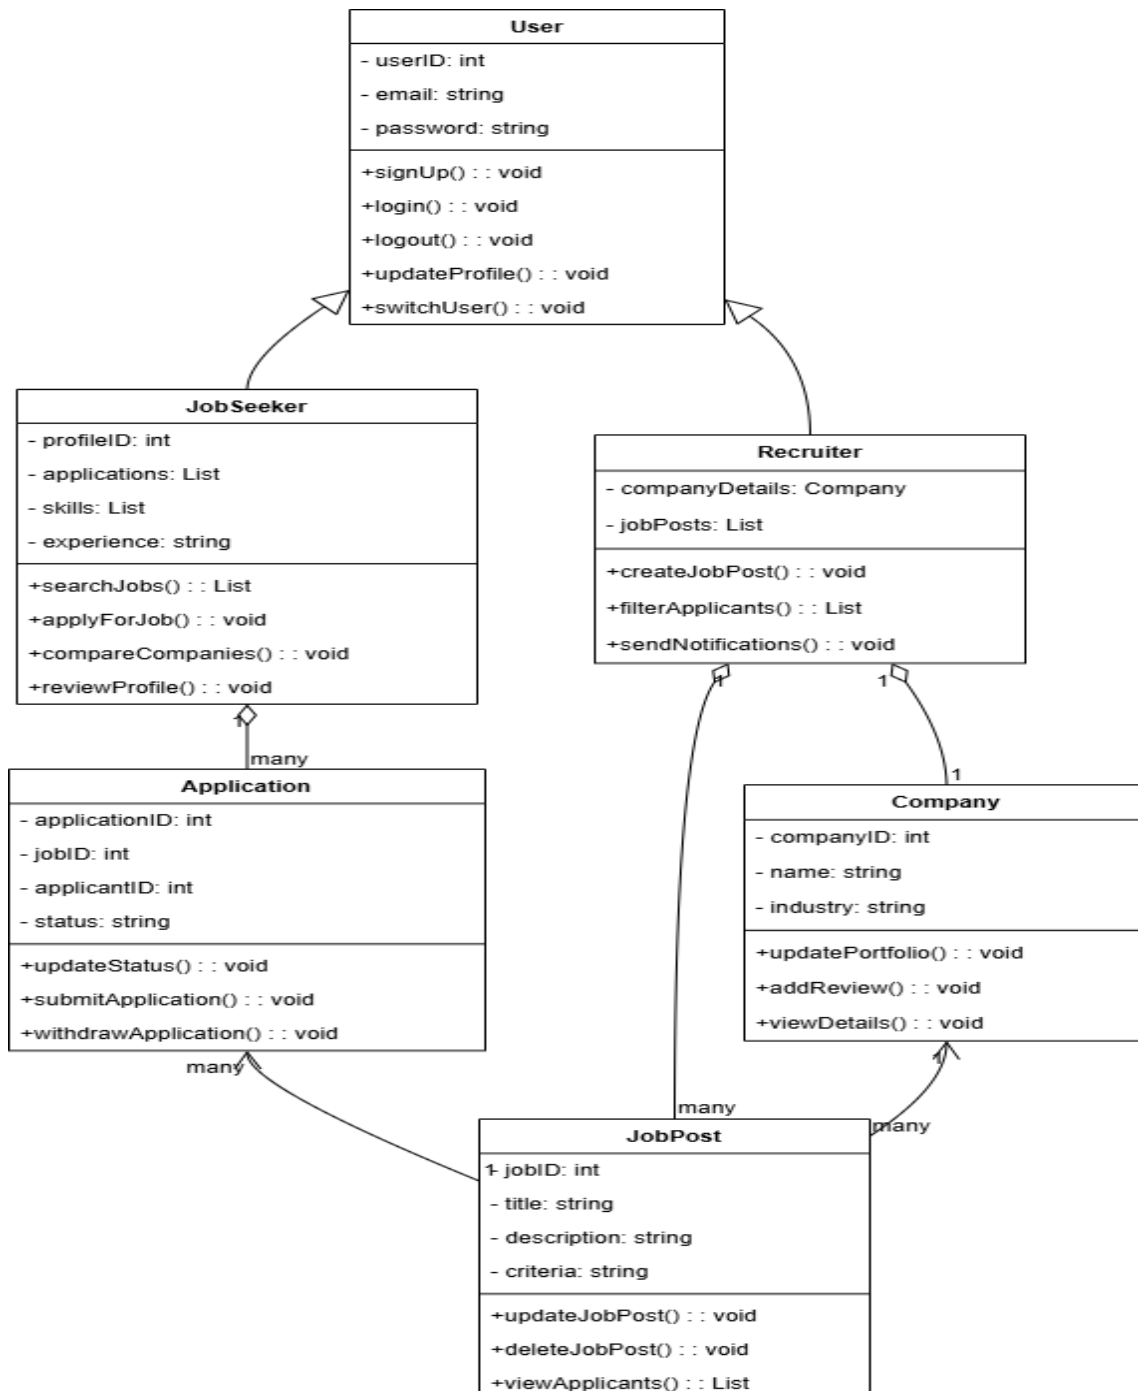 User
- userID: int
- email: string
- password: string
+signUp() : : void
+login() : : void
+logout() : : void
+updateProfile() : : void
+switchUser() : : void
JobSeeker
- profileID: int
- applications: List
- skills: List
- experience: string
+searchJobs() : : List
+applyForJob() : : void
+compareCompanies() : : void
+reviewProfile() : : void
Recruiter
- companyDetails: Company
- jobPosts: List
+createJobPost() : : void
+filterApplicants() : : List
+sendNotifications() : : void
1
many
1
1
1
Application
- applicationID: int
- jobID: int
- applicantID: int
- status: string
+updateStatus() : : void
+submitApplication() : : void
+withdrawApplication() : : void
Company
- companyID: int
- name: string
- industry: string
+updatePortfolio() : : void
+addReview() : : void
+viewDetails() : : void
many
1
many
many
JobPost
1
- jobID: int
- title: string
- description: string
- criteria: string
+updateJobPost() : : void
+deleteJobPost() : : void
+viewApplicants() : : List